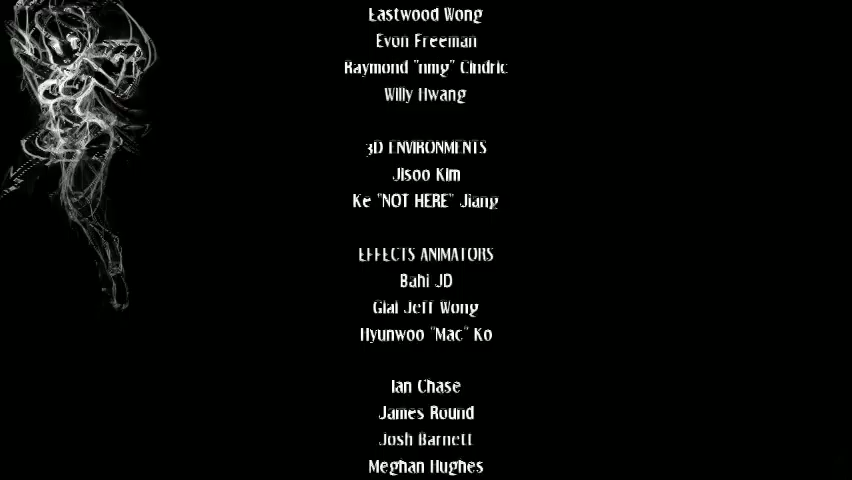 Eastwood Wong
Evon Freeman
Raymond "nmg" Cindric
Willy Hwang
3D ENVIRONMENTS
Jisoo Kim
Ke "NOT HERE" Jiang
EFFECTS ANIMATORS
Bahi JD
Giai Jeff Wong
Hyunwoo "Mac" Ko
Ian Chase
James Round
Josh Barnett
Meghan Hughes